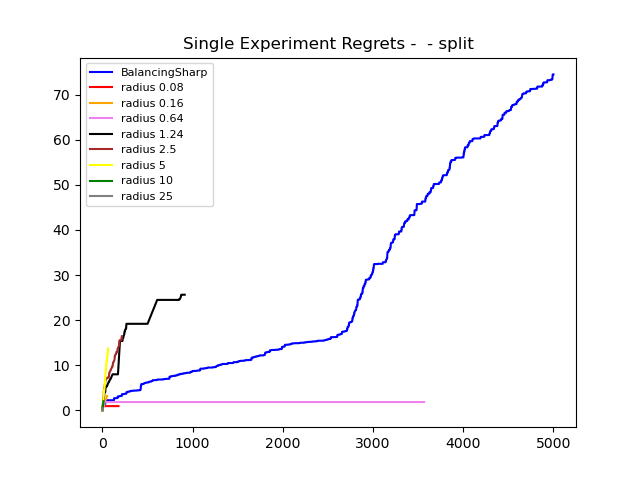 Single Experiment Regrets -  - split
BalancingSharp
radius 0.08
radius 0.16
radius 0.64
radius 1.24
radius 2.5
radius 5
radius 10
radius 25
70
60
50
40
30
20
10
0
0 1000 2000 3000 4000 5000